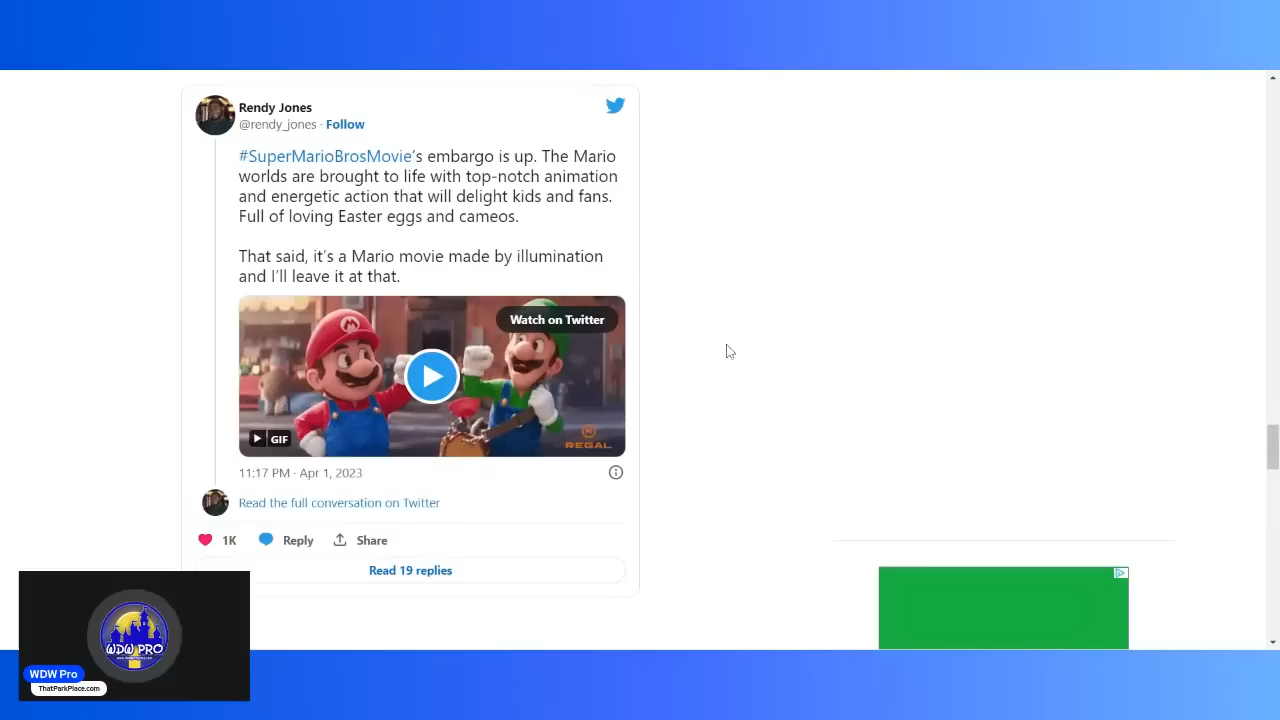 Rendy Jones
@rendy_jones · Follow
#SuperMarioBrosMovie's embargo is up. The Mario
worlds are brought to life with top-notch animation
and energetic action that will delight kids and fans.
Full of loving Easter eggs and cameos.
That said, it's a Mario movie made by illumination
and I'll leave it at that.
Watch on Twitter
GIF
REGAL
11:17 PM · Apr 1, 2023
Read the full conversation on Twitter
1K Reply Share
Read 19 replies
WDW PRO
WDW Pro
ThatParkPlace.com